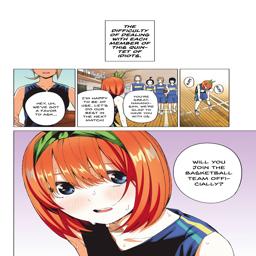 THE
DIFFICULTY
OF DEALING
WITH EACH
MEMBER OF
THIS QUIN-
TET OF
IDIOTS.
HEY, UM,
WE'VE GOT
A FAVOR
TO ASK...
I'M HAPPY
TO BE OF
USE. LET'S
DO OUR
BEST IN
THE NEXT
MATCH!
YOU'RE
GREAT,
NAKANO-
SAN. WE'RE
GLAD TO
HAVE YOU
WITH US.
WILL YOU
JOIN THE
BASKETBALL
TEAM OFFI-
CIALLY?